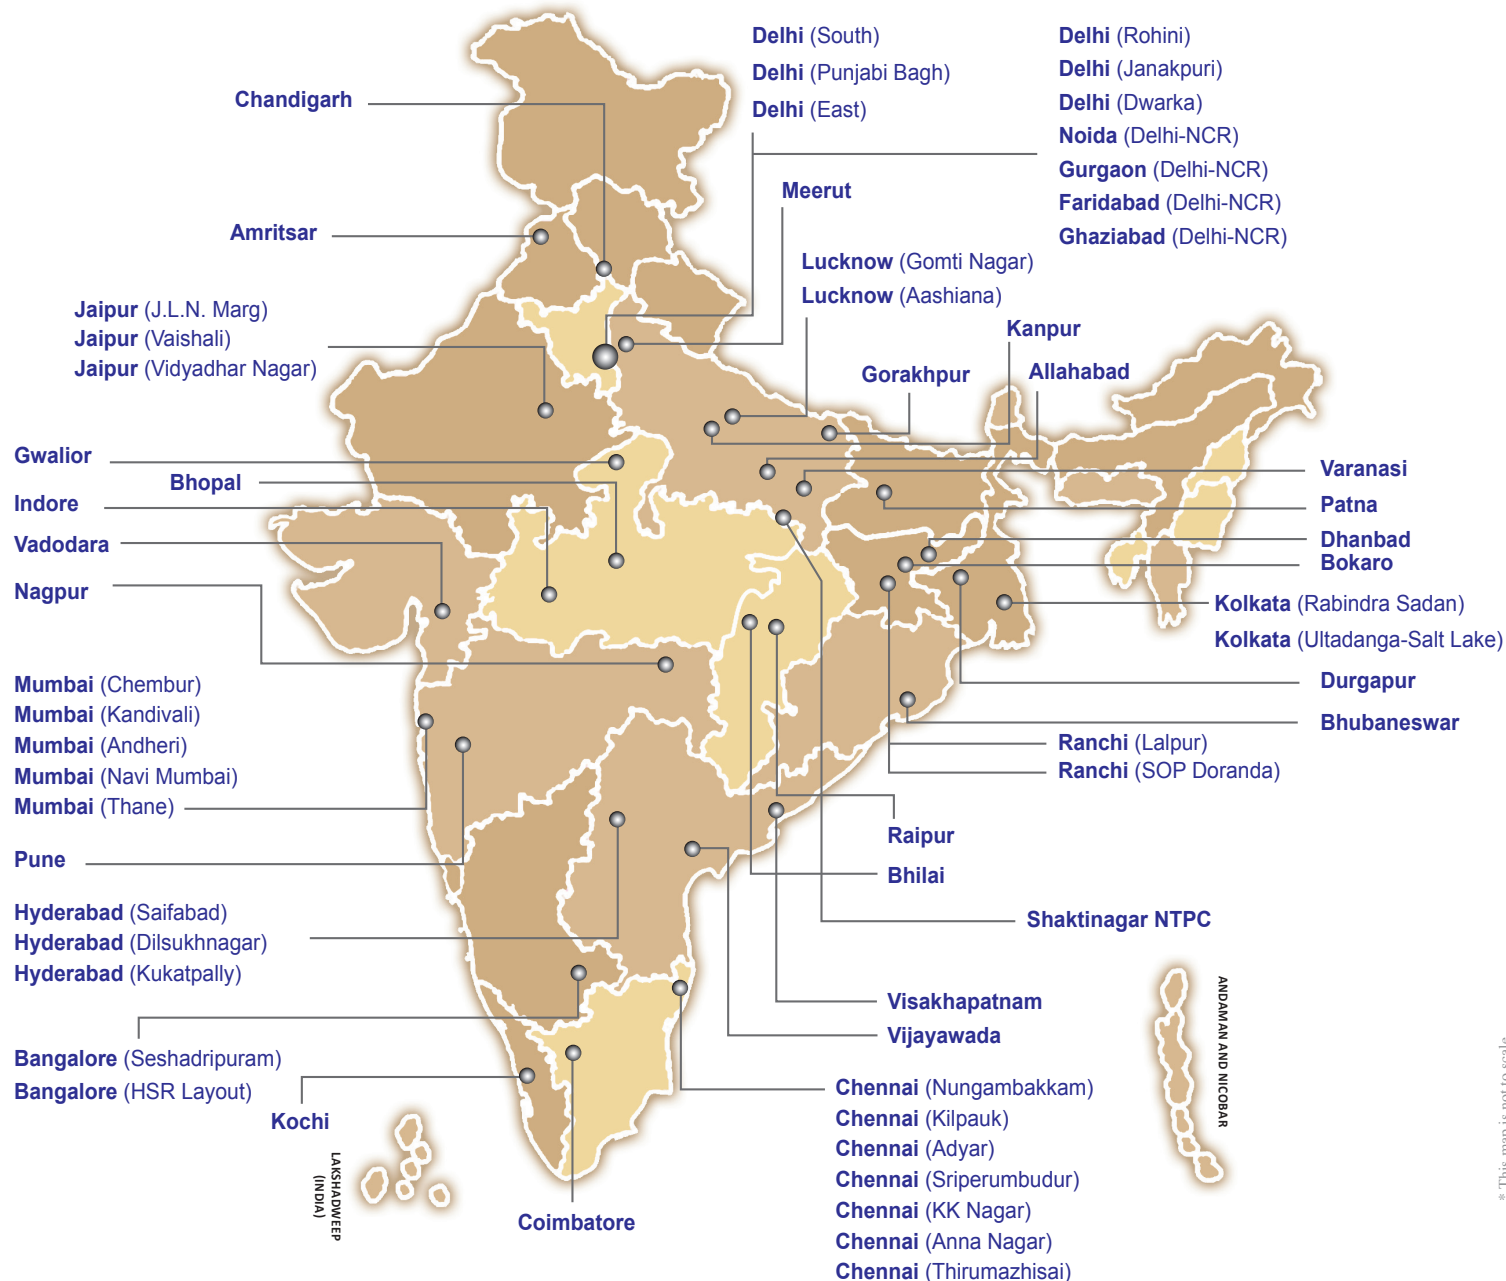 Delhi (South)
Delhi (Punjabi Bagh)
Delhi (East)
Delhi (Rohini)
Delhi (Janakpuri)
Delhi (Dwarka)
Noida (Delhi-NCR)
Gurgaon (Delhi-NCR)
Faridabad (Delhi-NCR)
Ghaziabad (Delhi-NCR)
Chandigarh
Meerut
Amritsar
Lucknow (Gomti Nagar)
Lucknow (Aashiana)
Jaipur (J.L.N. Marg)
Jaipur (Vaishali)
Jaipur (Vidyadhar Nagar)
Kanpur
Gorakhpur
Allahabad
Gwalior
Bhopal
Indore
Vadodara
Nagpur
Varanasi
Patna
Dhanbad
Bokaro
Kolkata (Rabindra Sadan)
Kolkata (Ultadanga-Salt Lake)
Durgapur
Bhubaneswar
Ranchi (Lalpur)
Ranchi (SOP Doranda)
Mumbai (Chembur)
Mumbai (Kandivali)
Mumbai (Andheri)
Mumbai (Navi Mumbai)
Mumbai (Thane)
Pune
Raipur
Bhilai
Shaktinagar NTPC
Hyderabad (Saifabad)
Hyderabad (Dilsukhnagar)
Hyderabad (Kukatpally)
Visakhapatnam
Vijayawada
Bangalore (Seshadripuram)
Bangalore (HSR Layout)
Kochi
Coimbatore
Chennai (Nungambakkam)
Chennai (Kilpauk)
Chennai (Adyar)
Chennai (Sriperumbudur)
Chennai (KK Nagar)
Chennai (Anna Nagar)
Chennai (Thirumazhisai)
LAKSHADWEEP
(INDIA)
ANDAMAN AND NICOBAR
* This map is not to scale